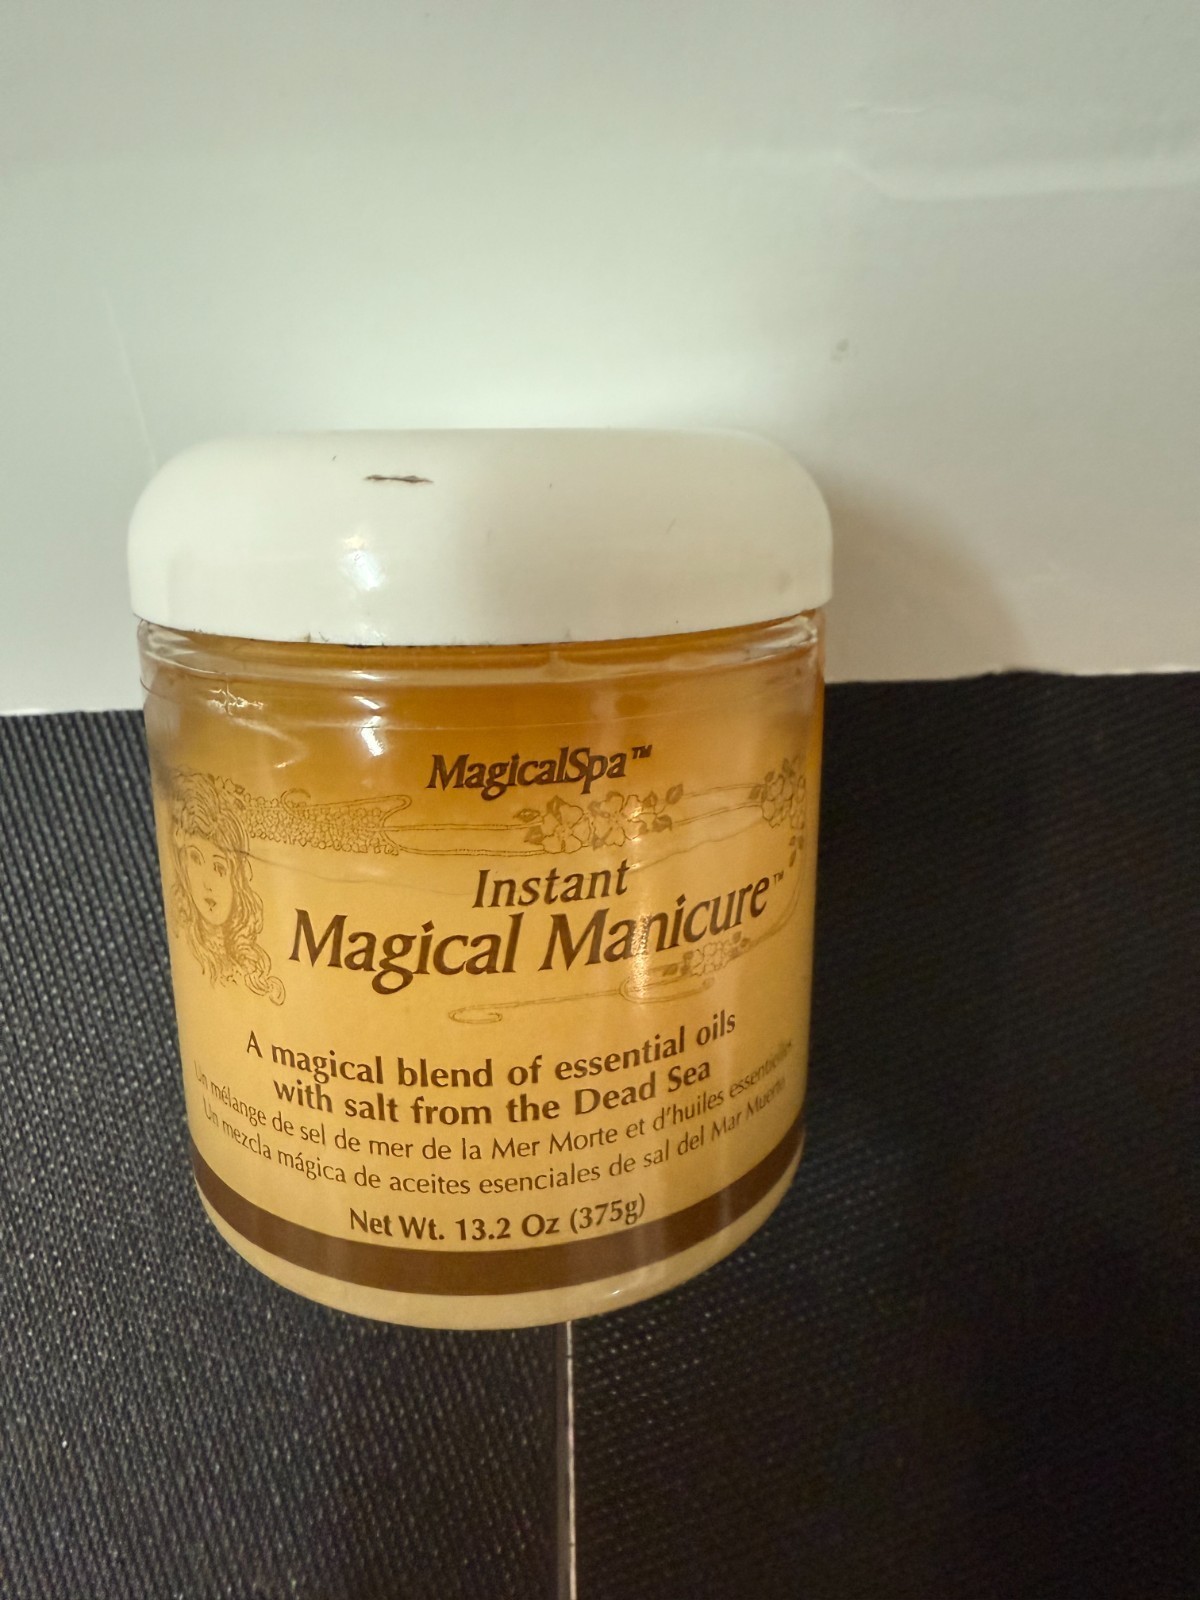 MagicalSpa™
Instant
Magical Manicure™
A magical blend of essential oils
with salt from the Dead Sea
Un mélange de sel de mer de la Mer Morte et d'huiles essentielles
Un mezcla mágica de aceites esenciales de sal del Mar Muerto
Net Wt. 13.2 Oz (375g)